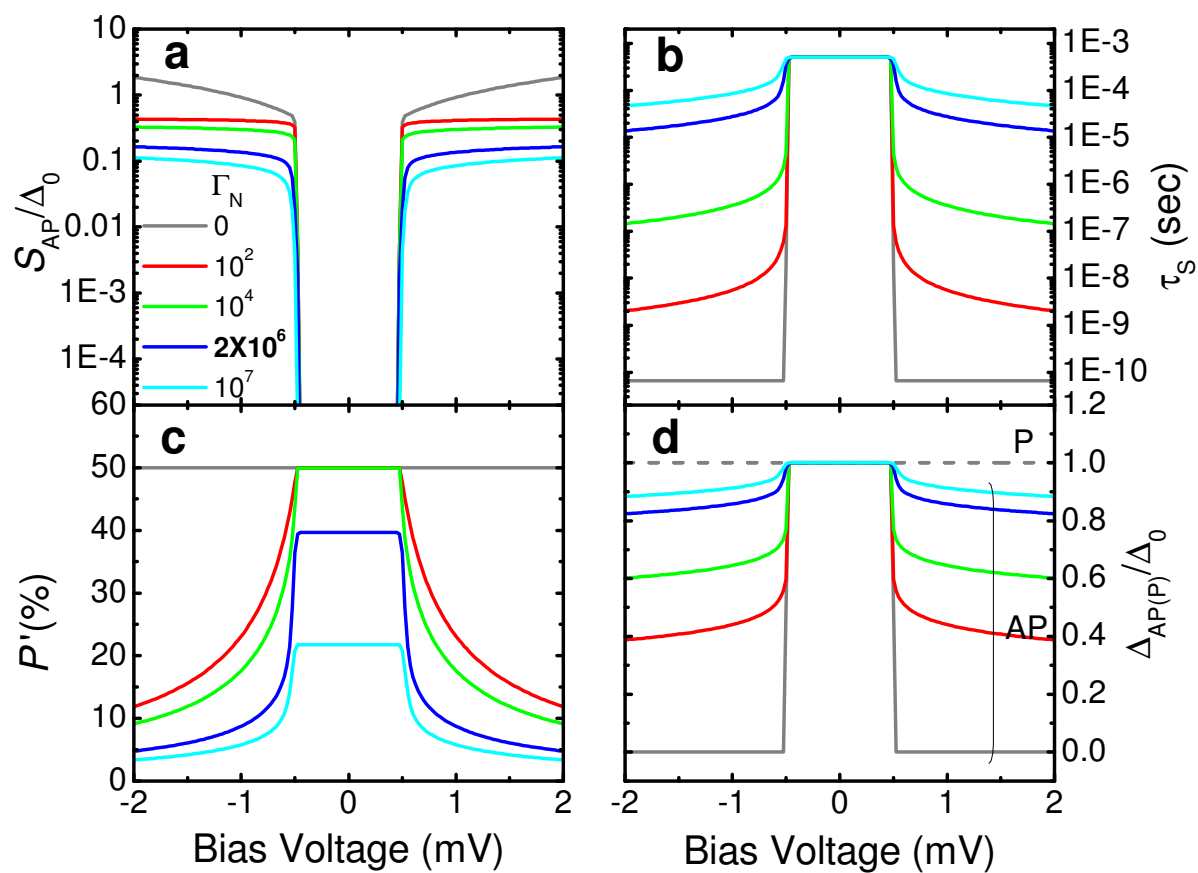 a
10
1
0.1
0.01
1E-3
1E-4
S_AP/Δ_0
Γ_N
0
10^2
10^4
2X10^6
10^7
b
1E-3
1E-4
1E-5
1E-6
1E-7
1E-8
1E-9
1E-10
τ_S (sec)
c
60
50
40
30
20
10
0
P'(%)
-2 -1 0 1 2
Bias Voltage (mV)
d
P
AP
1.2
1.0
0.8
0.6
0.4
0.2
0.0
Δ_AP(P)/Δ_0
-2 -1 0 1 2
Bias Voltage (mV)